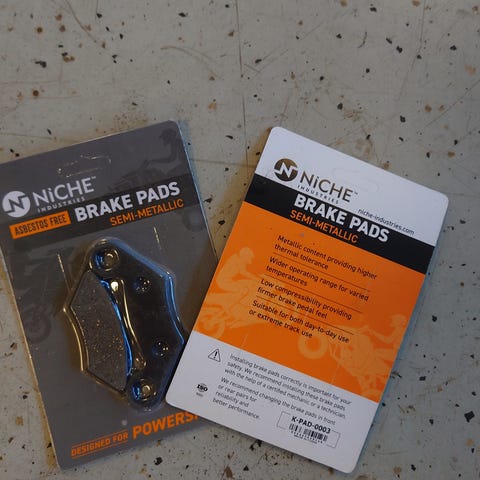 NiCHE™
INDUSTRIES
ASBESTOS FREE
BRAKE PADS
SEMI-METALLIC
DESIGNED FOR POWERS
NiCHE™
INDUSTRIES
niche-industries.com
BRAKE PADS
SEMI-METALLIC
Metallic content providing higher
thermal tolerance
Wider operating range for varied
temperatures
Low compressibility providing
firmer brake pedal feel
Suitable for both day-to-day use
or extreme track use
Installing brake pads correctly is important for your
safety. We recommend installing these brake pads
with the help of a certified mechanic or a technician.
We recommend changing the brake pads in front
or rear pairs for
reliability and
better performance.
ISO
K-PAD-0003